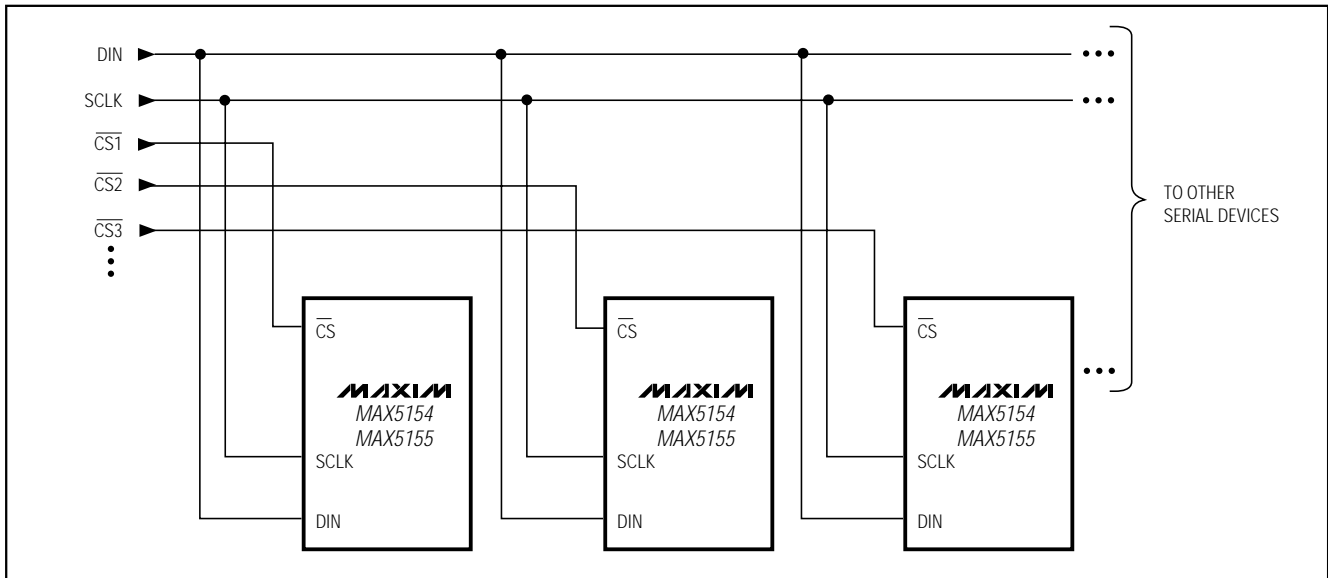 DIN
SCLK
CS1
CS2
CS3
TO OTHER
SERIAL DEVICES
CS
MAXIM
MAX5154
MAX5155
SCLK
DIN
CS
MAXIM
MAX5154
MAX5155
SCLK
DIN
CS
MAXIM
MAX5154
MAX5155
SCLK
DIN